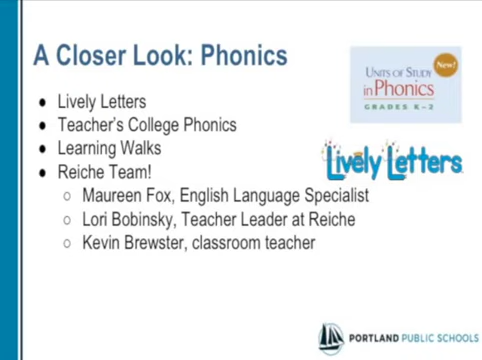 A Closer Look: Phonics
● Lively Letters
● Teacher's College Phonics
● Learning Walks
● Reiche Team!
○ Maureen Fox, English Language Specialist
○ Lori Bobinsky, Teacher Leader at Reiche
○ Kevin Brewster, classroom teacher
New!
UNITS OF STUDY
in PHONICS
GRADES K–2
Lively Letters
PORTLAND PUBLIC SCHOOLS